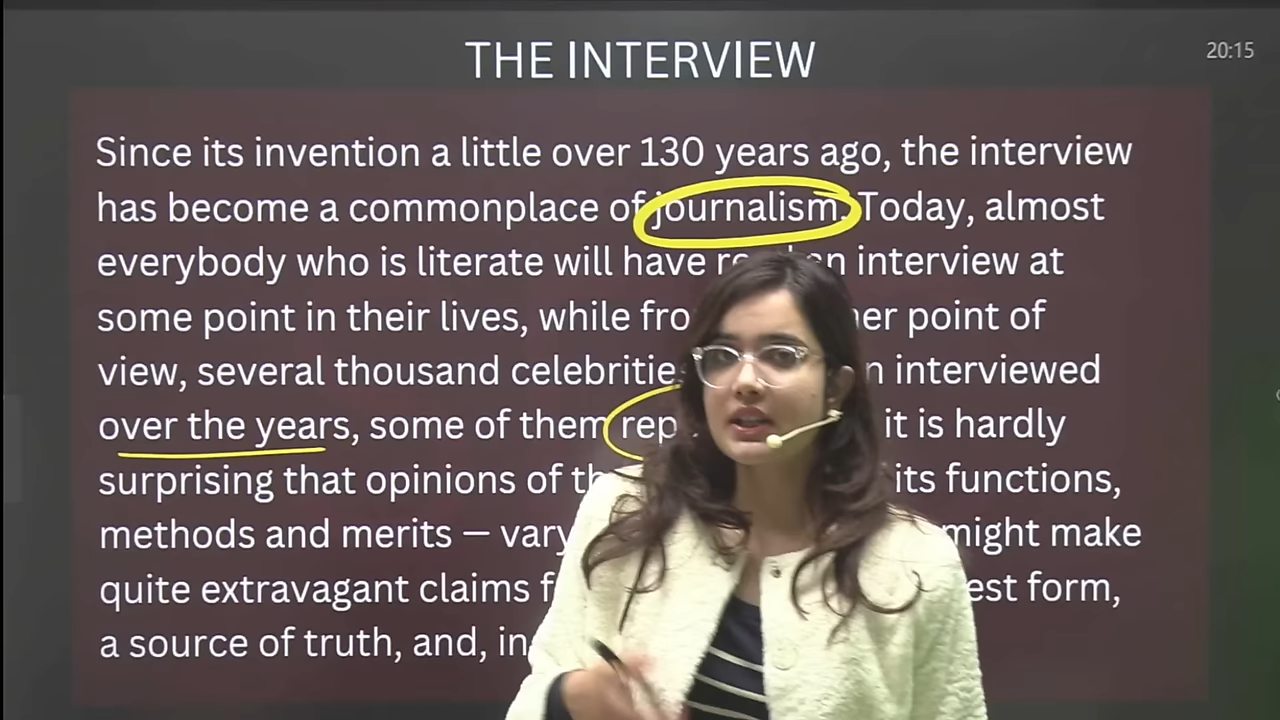 THE INTERVIEW
20:15
Since its invention a little over 130 years ago, the interview
has become a commonplace of journalism. Today, almost
everybody who is literate will have an interview at
some point in their lives, while point of
view, several thousand interviewed
over the years, some of them it is hardly
surprising that opinions of its functions,
methods and merits — vary might make
quite extravagant claims form,
a source of truth, and,